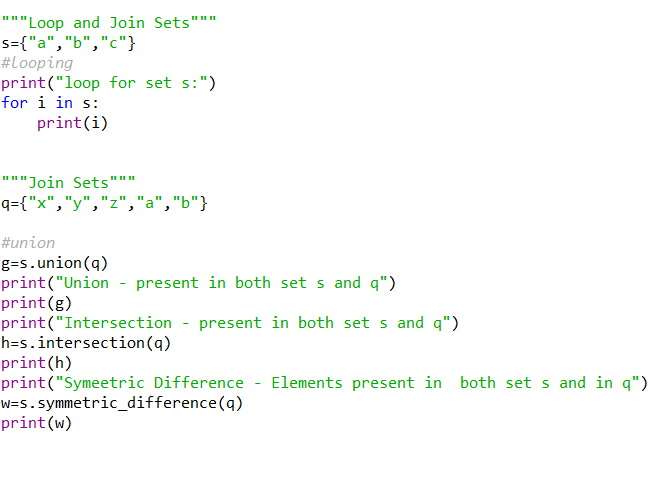 """Loop and Join Sets"""
s={"a","b","c"}
#looping
print("loop for set s:")
for i in s:
    print(i)
"""Join Sets"""
q={"x","y","z","a","b"}
#union
g=s.union(q)
print("Union - present in both set s and q")
print(g)
print("Intersection - present in both set s and q")
h=s.intersection(q)
print(h)
print("Symeetric Difference - Elements present in  both set s and in q")
w=s.symmetric_difference(q)
print(w)